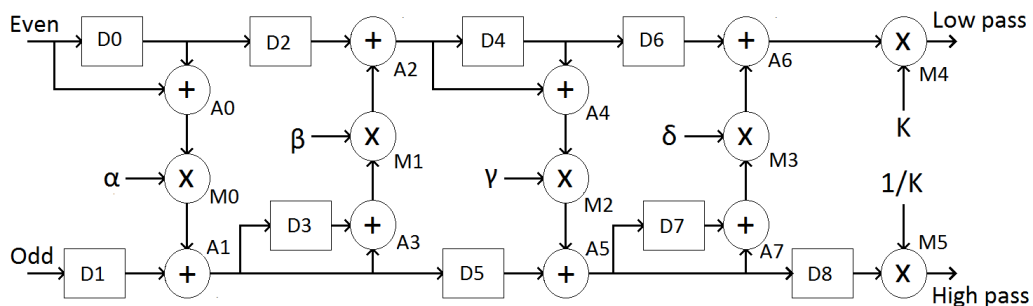 Even
D0
D2
+
A2
D4
D6
+
A6
X
M4
Low pass
+
A0
+
A4
K
α
X
M0
β
X
M1
γ
X
M2
δ
X
M3
1/K
Odd
D1
+
A1
D3
+
A3
D5
+
A5
D7
+
A7
D8
X
M5
High pass